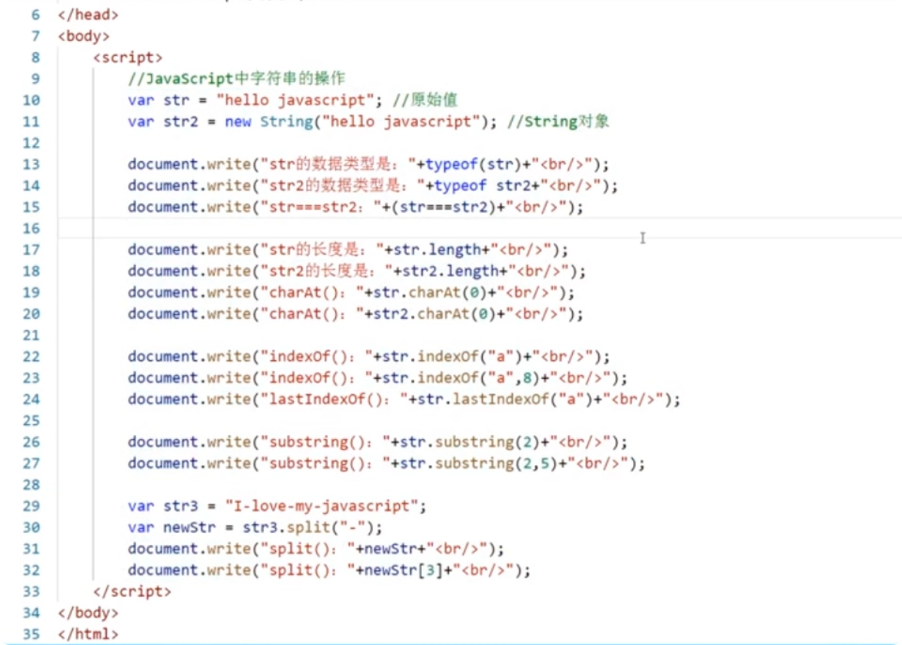 6 </head>
7 <body>
8 <script>
9 //JavaScript中字符串的操作
10 var str = "hello javascript"; //原始值
11 var str2 = new String("hello javascript"); //String对象
12
13 document.write("str的数据类型是："+typeof(str)+"<br/>");
14 document.write("str2的数据类型是："+typeof str2+"<br/>");
15 document.write("str===str2："+(str===str2)+"<br/>");
16
17 document.write("str的长度是："+str.length+"<br/>");
18 document.write("str2的长度是："+str2.length+"<br/>");
19 document.write("charAt()："+str.charAt(0)+"<br/>");
20 document.write("charAt()："+str2.charAt(0)+"<br/>");
21
22 document.write("indexOf()："+str.indexOf("a")+"<br/>");
23 document.write("indexOf()："+str.indexOf("a",8)+"<br/>");
24 document.write("lastIndexOf()："+str.lastIndexOf("a")+"<br/>");
25
26 document.write("substring()："+str.substring(2)+"<br/>");
27 document.write("substring()："+str.substring(2,5)+"<br/>");
28
29 var str3 = "I-love-my-javascript";
30 var newStr = str3.split("-");
31 document.write("split()："+newStr+"<br/>");
32 document.write("split()："+newStr[3]+"<br/>");
33 </script>
34 </body>
35 </html>